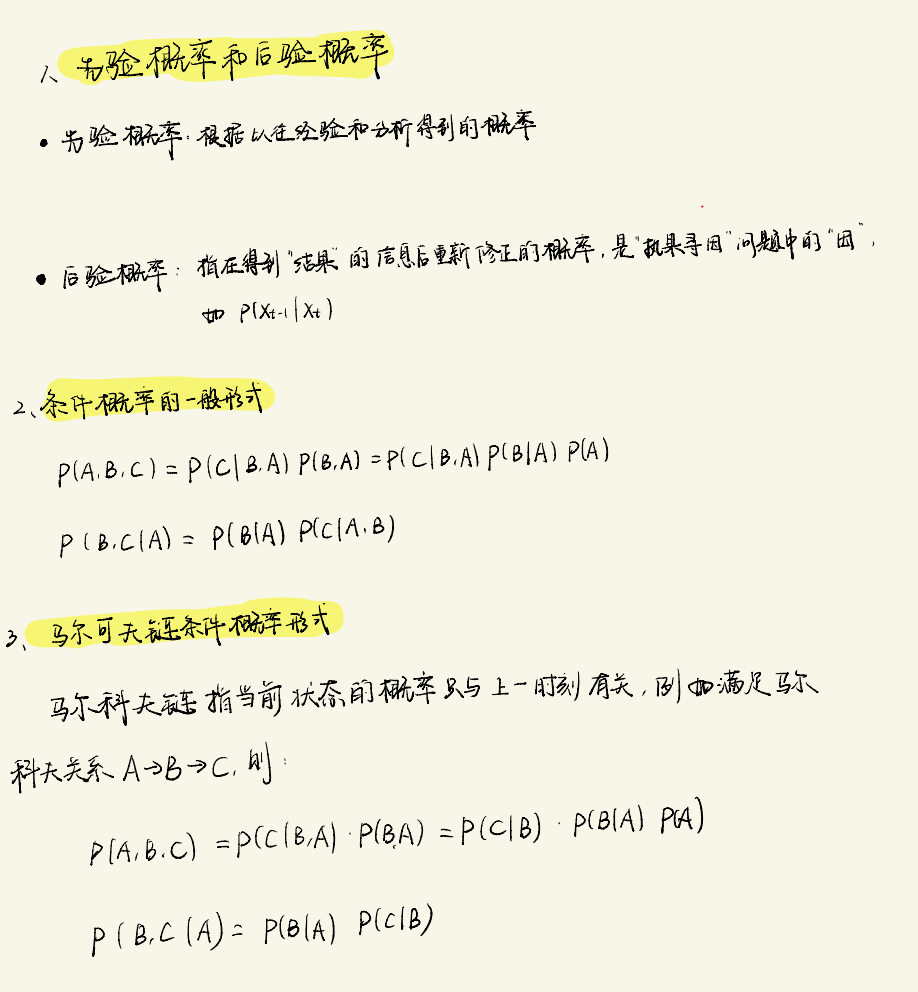 1、先验概率和后验概率
• 先验概率：根据以往经验和分析得到的概率
• 后验概率：指在得到“结果”的信息后重新修正的概率，是“执果寻因”问题中的“因”，
如 P(Xt-1|Xt)
2、条件概率的一般形式
P(A,B,C) = P(C|B,A) P(B,A) = P(C|B,A) P(B|A) P(A)
P(B,C|A) = P(B|A) P(C|A,B)
3、马尔可夫链条件概率形式
马尔科夫链指当前状态的概率只与上一时刻有关，例如满足马尔
科夫关系 A→B→C，则：
P(A,B,C) = P(C|B,A)·P(B,A) = P(C|B)·P(B|A) P(A)
P(B,C|A) = P(B|A) P(C|B)